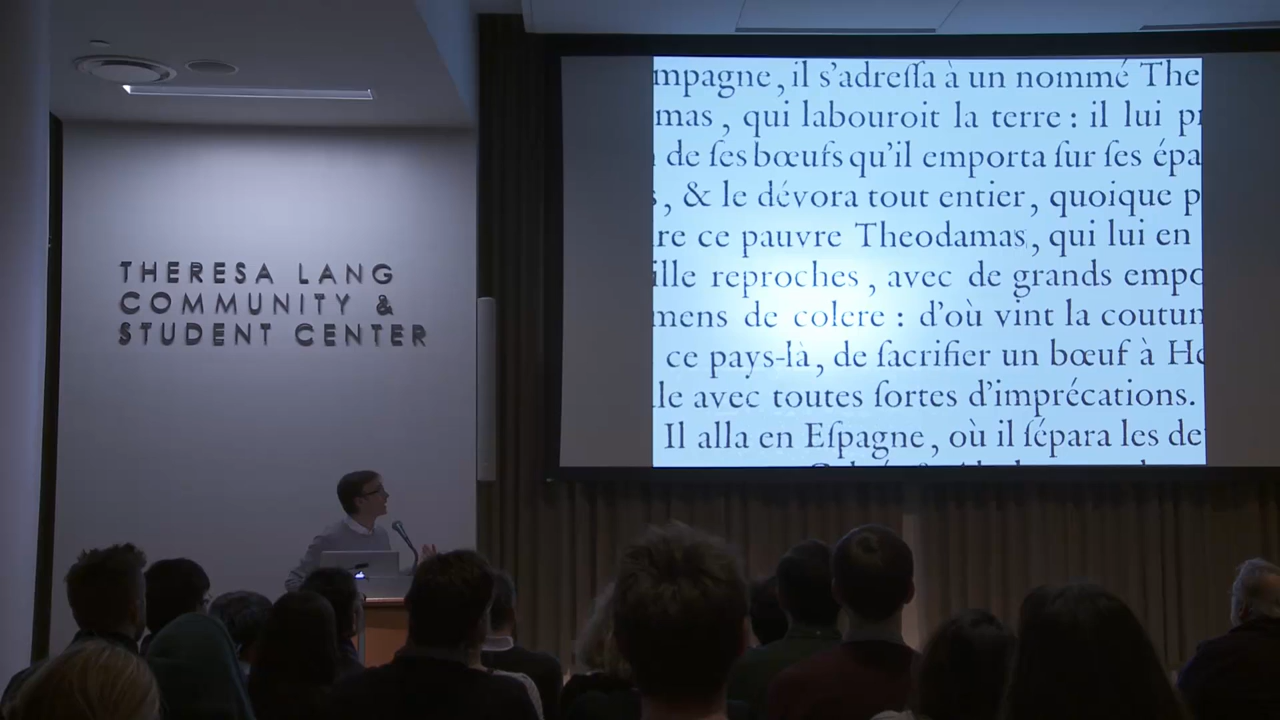 THERESA LANG
COMMUNITY &
STUDENT CENTER
mpagne, il s'adreſſa à un nommé The
mas, qui labouroit la terre : il lui pr
de ſes bœufs qu'il emporta ſur ſes épa
s, & le dévora tout entier, quoique p
re ce pauvre Theodamas, qui lui en
ille reproches, avec de grands empo
mens de colere : d'où vint la coutum
ce pays-là, de ſacrifier un bœuf à He
le avec toutes ſortes d'imprécations.
Il alla en Eſpagne, où il ſépara les de